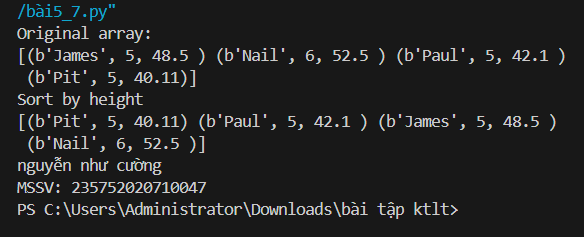 /bài5_7.py"
Original array:
[(b'James', 5, 48.5 ) (b'Nail', 6, 52.5 ) (b'Paul', 5, 42.1 )
 (b'Pit', 5, 40.11)]
Sort by height
[(b'Pit', 5, 40.11) (b'Paul', 5, 42.1 ) (b'James', 5, 48.5 )
 (b'Nail', 6, 52.5 )]
nguyễn như cường
MSSV: 235752020710047
PS C:\Users\Administrator\Downloads\bài tập ktlt>